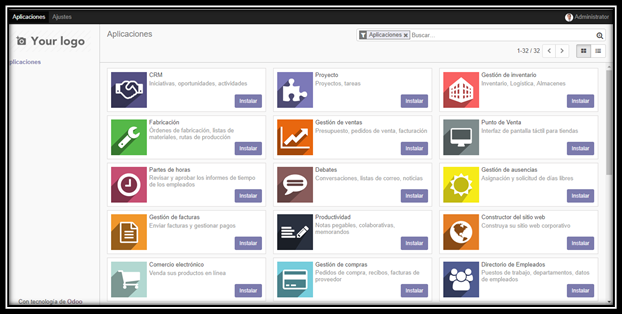 Aplicaciones Ajustes Administrator
Your logo
Aplicaciones
Aplicaciones Buscar...
1-32 / 32
plicaciones
CRM
Iniciativas, oportunidades, actividades
Instalar
Proyecto
Proyectos, tareas
Instalar
Gestión de inventario
Inventario, Logística, Almacenes
Instalar
Fabricación
Órdenes de fabricación, listas de
materiales, rutas de producción
Instalar
Gestión de ventas
Presupuesto, pedidos de venta, facturación
Instalar
Punto de Venta
Interfaz de pantalla táctil para tiendas
Instalar
Partes de horas
Revisar y aprobar los informes de tiempo
de los empleados
Instalar
Debates
Conversaciones, listas de correo, noticias
Instalar
Gestión de ausencias
Asignación y solicitud de días libres
Instalar
Gestión de facturas
Enviar facturas y gestionar pagos
Instalar
Productividad
Notas pegables, colaborativas,
memorandos
Instalar
Constructor del sitio web
Construya su sitio web corporativo
Instalar
Comercio electrónico
Venda sus productos en línea
Instalar
Gestión de compras
Pedidos de compra, recibos, facturas de
proveedor
Instalar
Directorio de Empleados
Puestos de trabajo, departamentos, datos
de empleados
Instalar
Con tecnología de Odoo